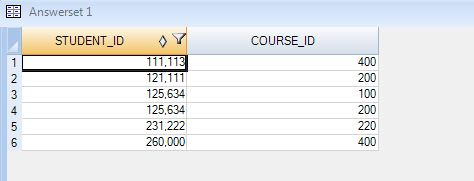 Answerset 1
STUDENT_ID COURSE_ID
1 111,113 400
2 121,111 200
3 125,634 100
4 125,634 200
5 231,222 220
6 260,000 400